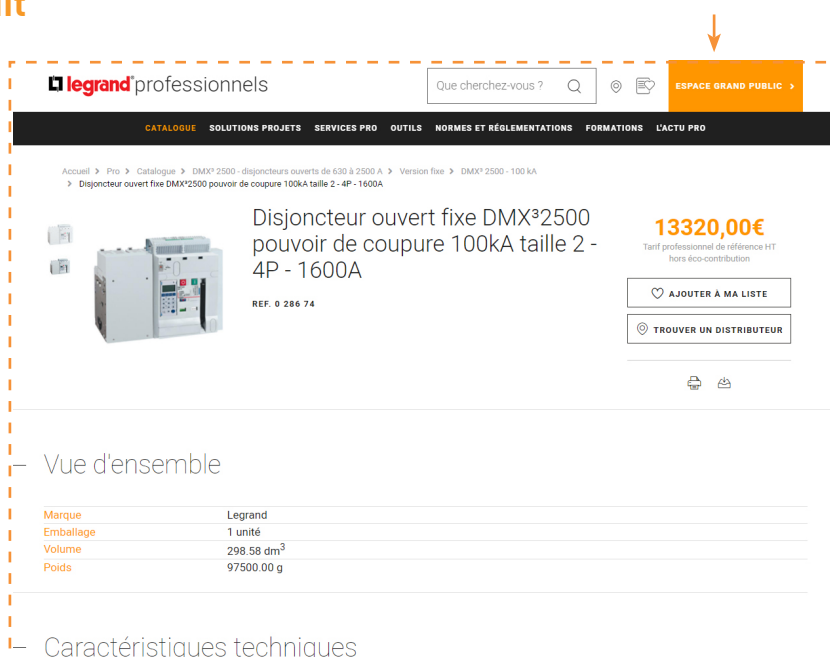 legrand® professionnels
Que cherchez-vous ?
ESPACE GRAND PUBLIC >
CATALOGUE SOLUTIONS PROJETS SERVICES PRO OUTILS NORMES ET RÉGLEMENTATIONS FORMATIONS L'ACTU PRO
Accueil > Pro > Catalogue > DMX³ 2500 - disjoncteurs ouverts de 630 à 2500 A > Version fixe > DMX³ 2500 - 100 kA
> Disjoncteur ouvert fixe DMX³2500 pouvoir de coupure 100kA taille 2 - 4P - 1600A
Disjoncteur ouvert fixe DMX³2500
pouvoir de coupure 100kA taille 2 -
4P - 1600A
REF. 0 286 74
13320,00€
Tarif professionnel de référence HT
hors éco-contribution
AJOUTER À MA LISTE
TROUVER UN DISTRIBUTEUR
Vue d'ensemble
Marque Legrand
Emballage 1 unité
Volume 298.58 dm³
Poids 97500.00 g
Caractéristiques techniques